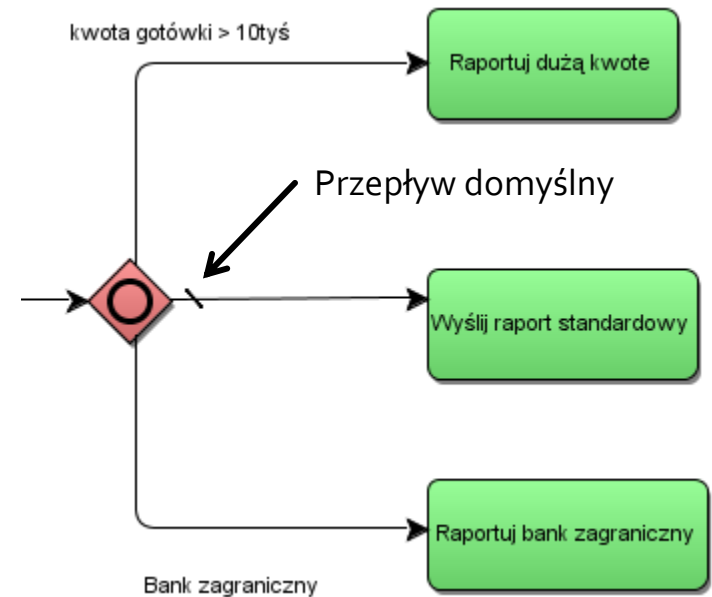 kwota gotówki > 10tyś
Raportuj dużą kwote
Przepływ domyślny
Wyślij raport standardowy
Raportuj bank zagraniczny
Bank zagraniczny